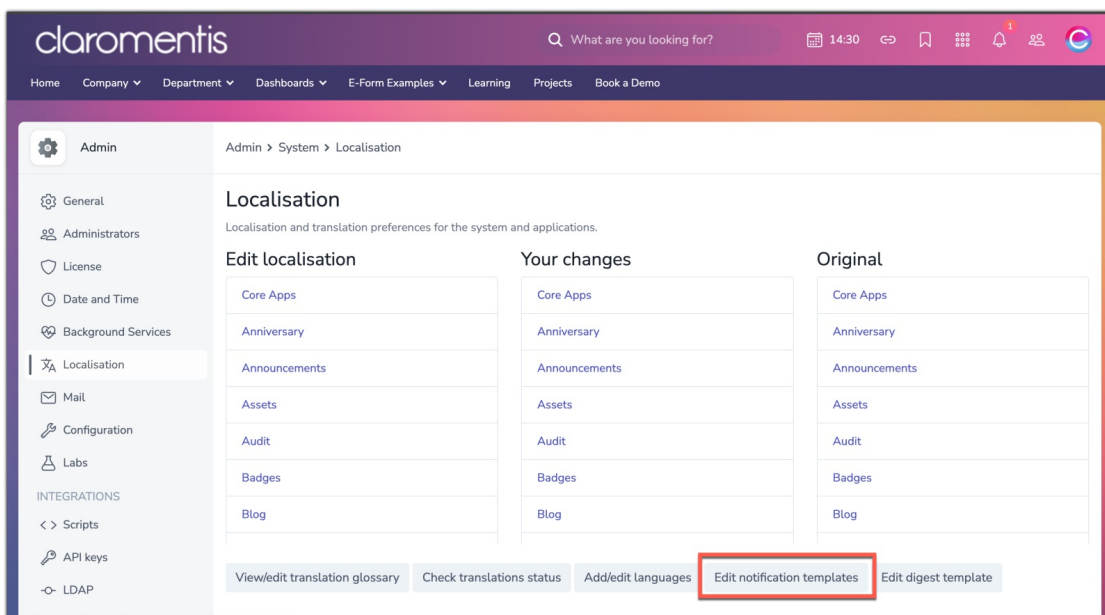 claromentis
What are you looking for?
14:30
1
Home Company Department Dashboards E-Form Examples Learning Projects Book a Demo
Admin
Admin > System > Localisation
General
Administrators
License
Date and Time
Background Services
Localisation
Mail
Configuration
Labs
INTEGRATIONS
Scripts
API keys
LDAP
Localisation
Localisation and translation preferences for the system and applications.
Edit localisation
Core Apps
Anniversary
Announcements
Assets
Audit
Badges
Blog
Your changes
Core Apps
Anniversary
Announcements
Assets
Audit
Badges
Blog
Original
Core Apps
Anniversary
Announcements
Assets
Audit
Badges
Blog
View/edit translation glossary Check translations status Add/edit languages Edit notification templates Edit digest template